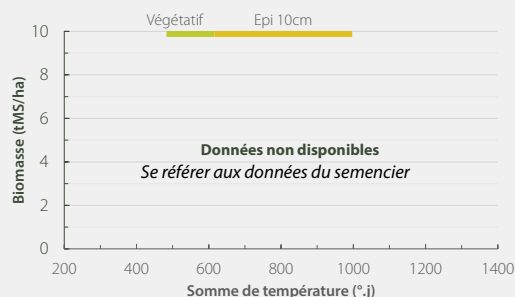 Végétatif Epi 10cm
10
8
6
4
2
0
Biomasse (tMS/ha)
Données non disponibles
Se référer aux données du semencier
200 400 600 800 1000 1200 1400
Somme de température (°.j)